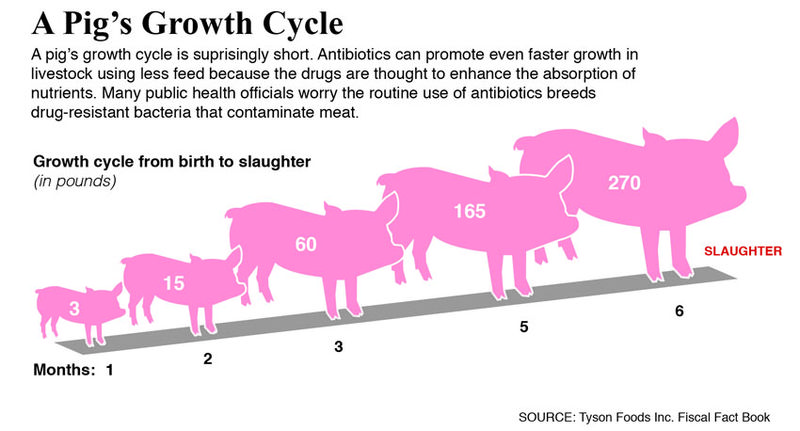 A Pig's Growth Cycle
A pig's growth cycle is suprisingly short. Antibiotics can promote even faster growth in
livestock using less feed because the drugs are thought to enhance the absorption of
nutrients. Many public health officials worry the routine use of antibiotics breeds
drug-resistant bacteria that contaminate meat.
Growth cycle from birth to slaughter
(in pounds)
3
15
60
165
270
SLAUGHTER
Months: 1
2
3
5
6
SOURCE: Tyson Foods Inc. Fiscal Fact Book